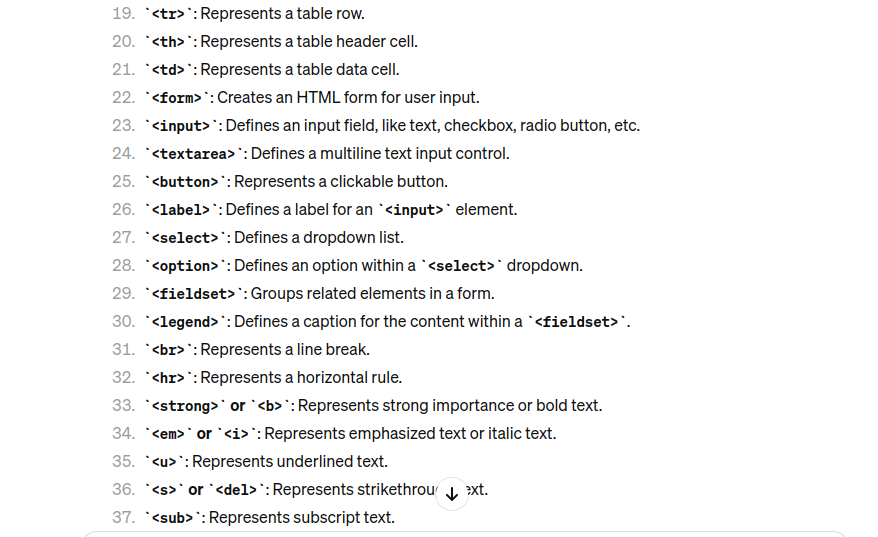 19. `<tr>`: Represents a table row.
20. `<th>`: Represents a table header cell.
21. `<td>`: Represents a table data cell.
22. `<form>`: Creates an HTML form for user input.
23. `<input>`: Defines an input field, like text, checkbox, radio button, etc.
24. `<textarea>`: Defines a multiline text input control.
25. `<button>`: Represents a clickable button.
26. `<label>`: Defines a label for an `<input>` element.
27. `<select>`: Defines a dropdown list.
28. `<option>`: Defines an option within a `<select>` dropdown.
29. `<fieldset>`: Groups related elements in a form.
30. `<legend>`: Defines a caption for the content within a `<fieldset>`.
31. `<br>`: Represents a line break.
32. `<hr>`: Represents a horizontal rule.
33. `<strong>` or `<b>`: Represents strong importance or bold text.
34. `<em>` or `<i>`: Represents emphasized text or italic text.
35. `<u>`: Represents underlined text.
36. `<s>` or `<del>`: Represents strikethrough text.
37. `<sub>`: Represents subscript text.